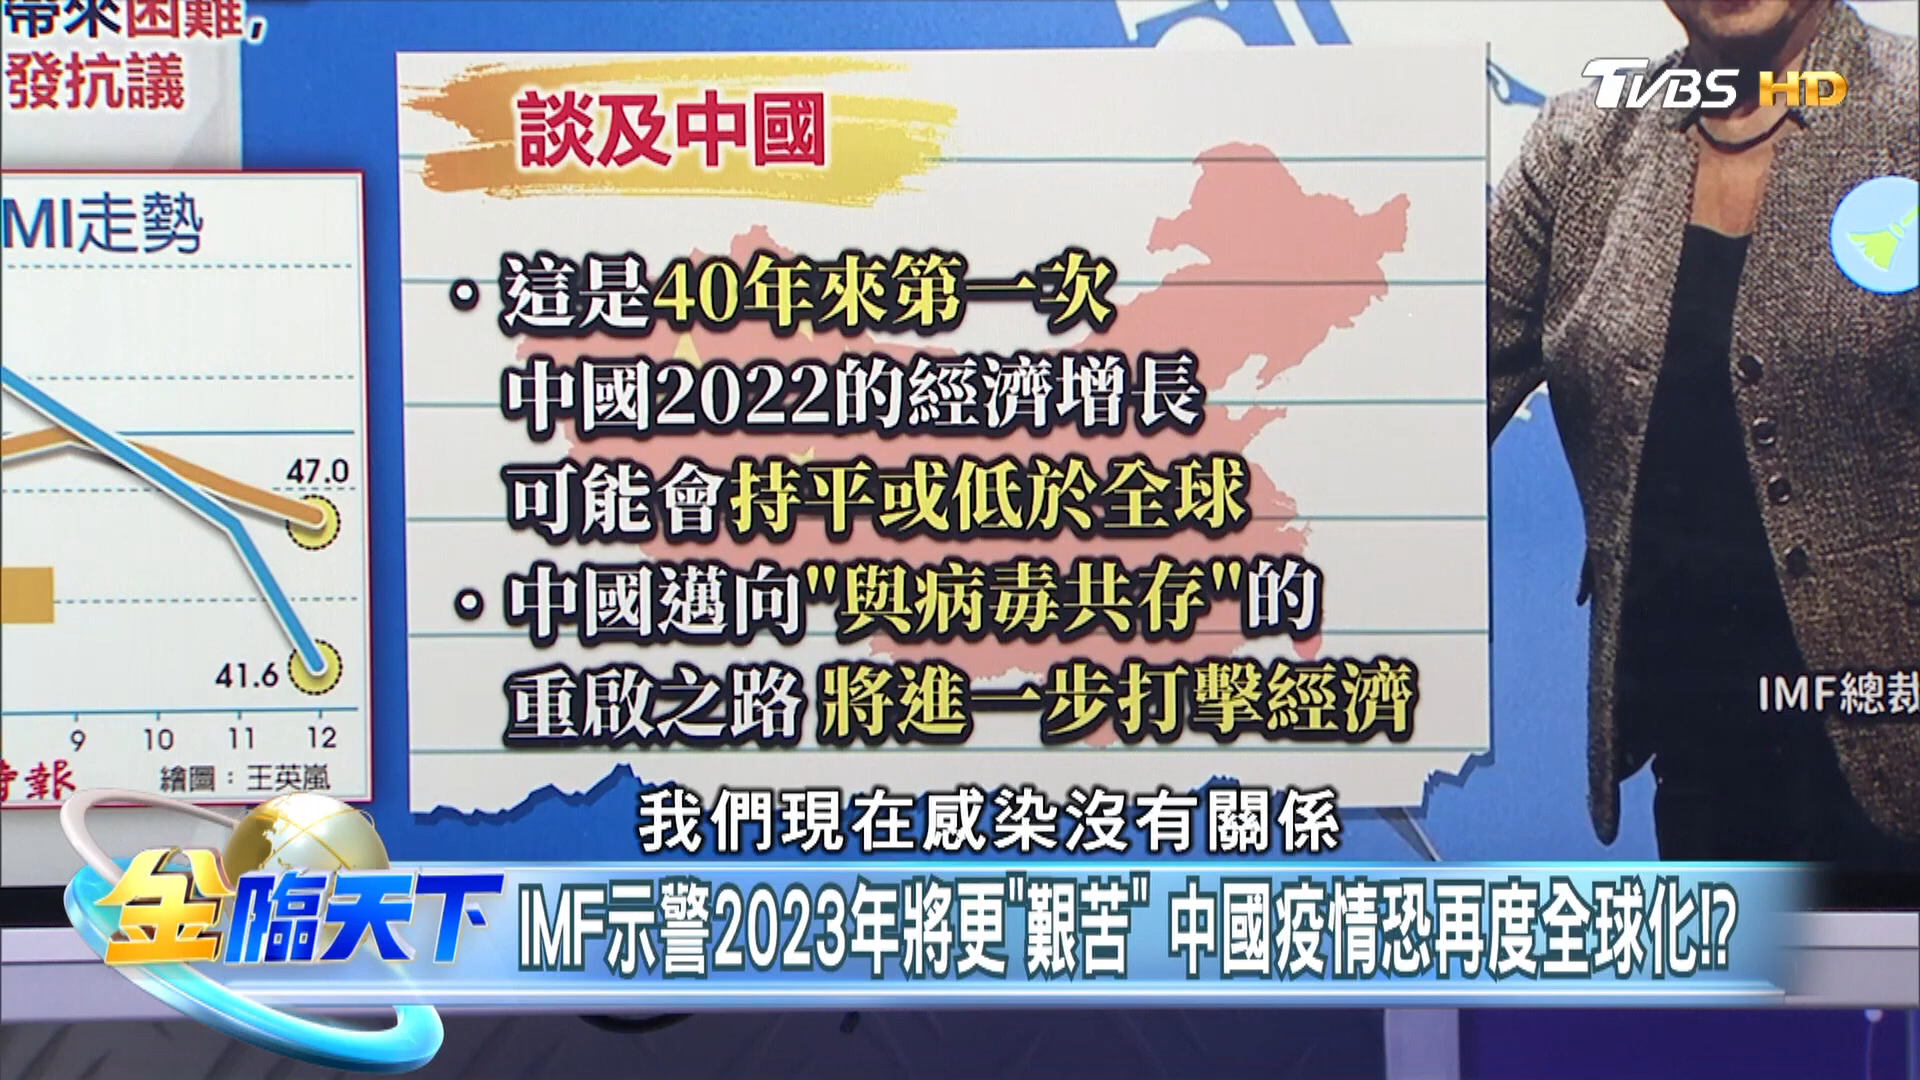 帶來困難,
發抗議
TVBS HD
談及中國
MI走勢
• 這是40年來第一次
中國2022的經濟增長
可能會持平或低於全球
• 中國邁向"與病毒共存"的
重啟之路 將進一步打擊經濟
47.0
41.6
9 10 11 12
報
繪圖：王英嵐
IMF總裁
我們現在感染沒有關係
金臨天下
IMF示警2023年將更"艱苦" 中國疫情恐再度全球化!?